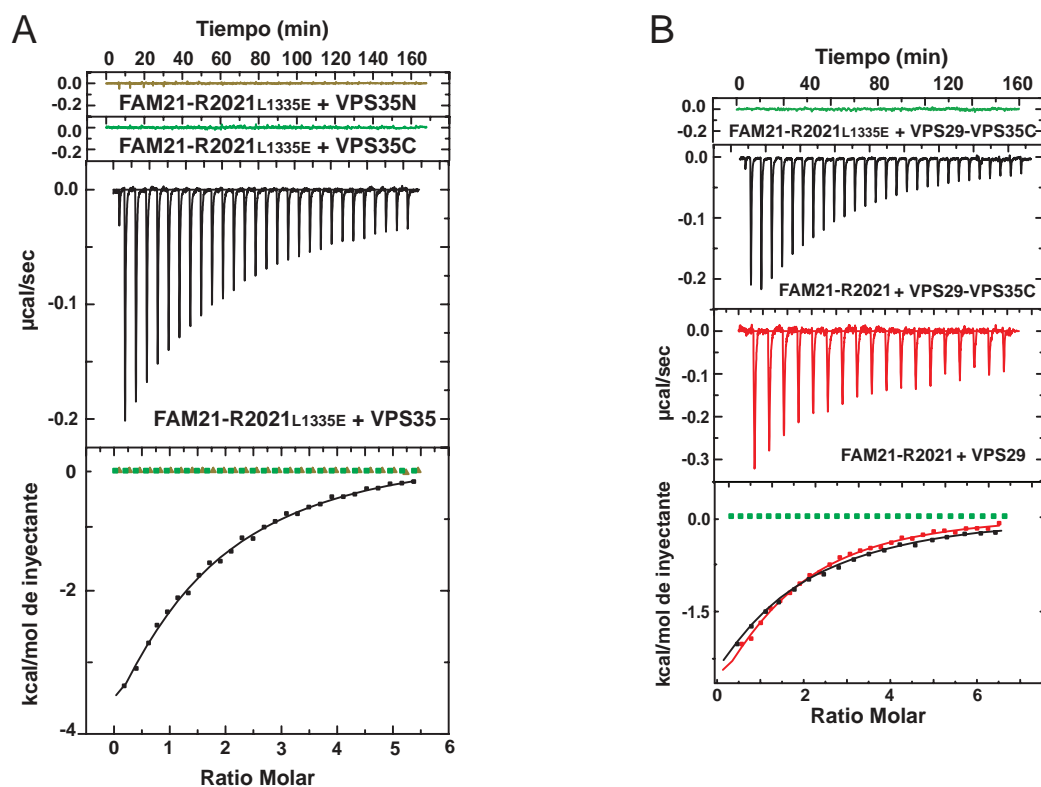 A
Tiempo (min)
0 20 40 60 80 100 120 140 160
0.0
-0.2
FAM21-R2021L1335E + VPS35N
0.0
-0.2
FAM21-R2021L1335E + VPS35C
0.0
-0.1
-0.2
µcal/sec
FAM21-R2021L1335E + VPS35
0
-2
-4
kcal/mol de inyectante
0 1 2 3 4 5 6
Ratio Molar
B
Tiempo (min)
0 40 80 120 160
0.0
-0.2
FAM21-R2021L1335E + VPS29-VPS35C
0.0
-0.1
-0.2
FAM21-R2021 + VPS29-VPS35C
0.0
-0.1
-0.2
-0.3
µcal/sec
FAM21-R2021 + VPS29
0.0
-1.5
kcal/mol de inyectante
0 2 4 6
Ratio Molar